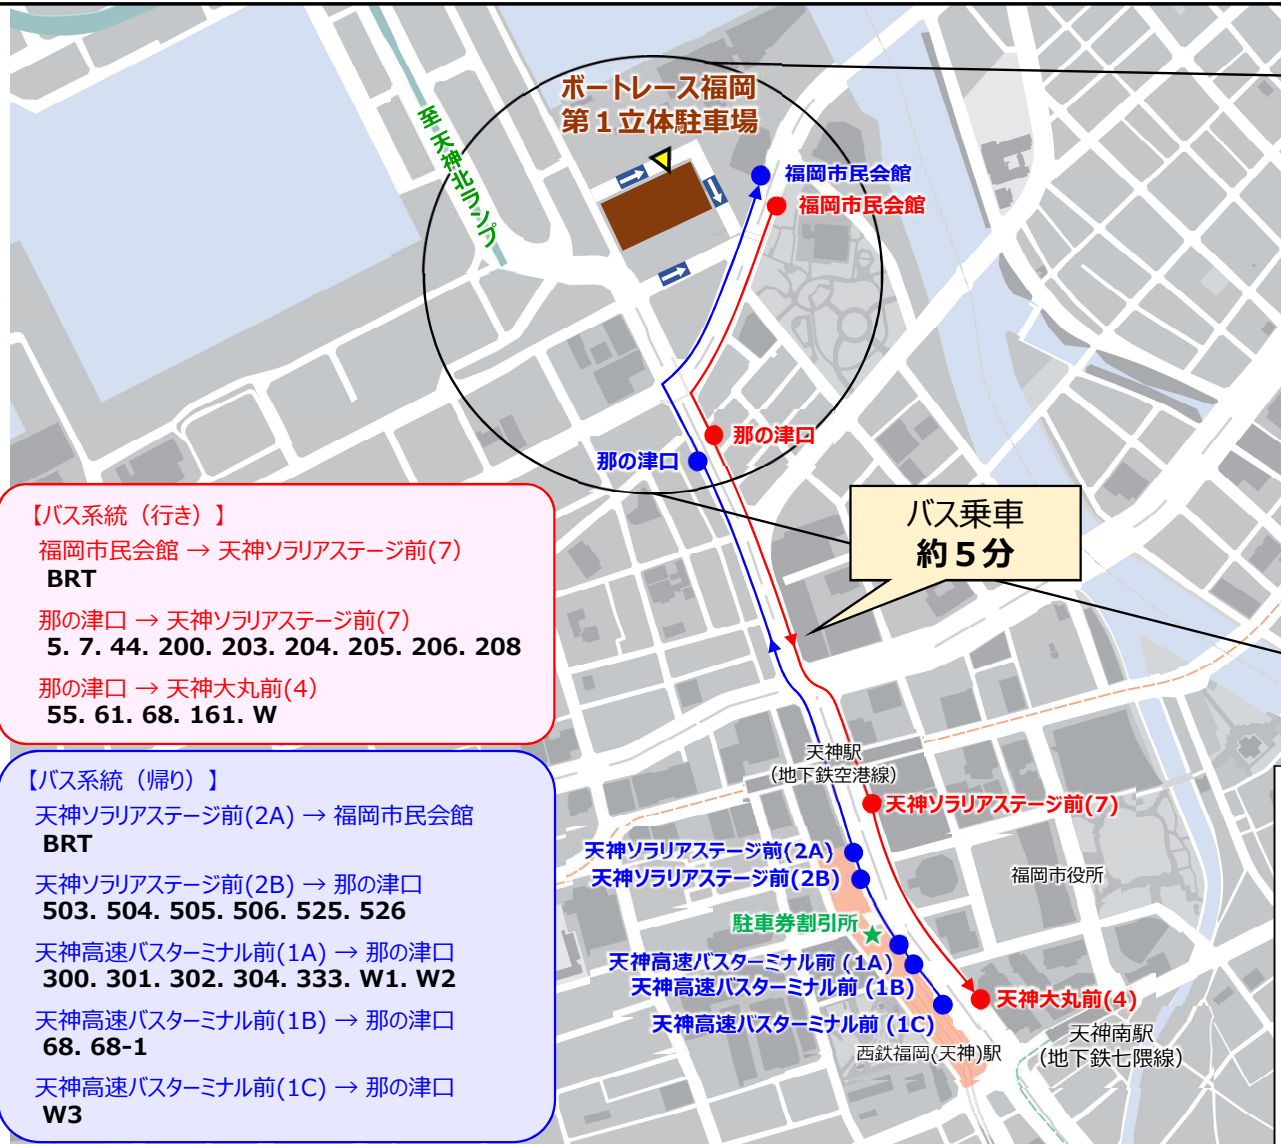 ボートレース福岡
第１立体駐車場
至 天神北ランプ
福岡市民会館
福岡市民会館
那の津口
那の津口
バス乗車
約５分
【バス系統（行き）】
福岡市民会館 → 天神ソラリアステージ前(7)
BRT
那の津口 → 天神ソラリアステージ前(7)
5. 7. 44. 200. 203. 204. 205. 206. 208
那の津口 → 天神大丸前(4)
55. 61. 68. 161. W
【バス系統（帰り）】
天神ソラリアステージ前(2A) → 福岡市民会館
BRT
天神ソラリアステージ前(2B) → 那の津口
503. 504. 505. 506. 525. 526
天神高速バスターミナル前(1A) → 那の津口
300. 301. 302. 304. 333. W1. W2
天神高速バスターミナル前(1B) → 那の津口
68. 68-1
天神高速バスターミナル前(1C) → 那の津口
W3
天神駅
(地下鉄空港線)
天神ソラリアステージ前(7)
天神ソラリアステージ前(2A)
天神ソラリアステージ前(2B)
福岡市役所
駐車券割引所
天神高速バスターミナル前 (1A)
天神高速バスターミナル前 (1B)
天神大丸前(4)
天神高速バスターミナル前 (1C)
西鉄福岡(天神)駅
天神南駅
(地下鉄七隈線)